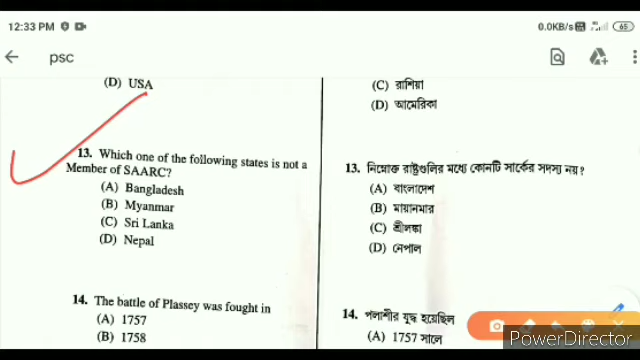 12:33 PM
0.0KB/s
65
psc
(D) USA
13. Which one of the following states is not a
Member of SAARC?
(A) Bangladesh
(B) Myanmar
(C) Sri Lanka
(D) Nepal
14. The battle of Plassey was fought in
(A) 1757
(B) 1758
(C) রাশিয়া
(D) আমেরিকা
13. নিম্নোক্ত রাষ্ট্রগুলির মধ্যে কোনটি সার্কের সদস্য নয়?
(A) বাংলাদেশ
(B) মায়ানমার
(C) শ্রীলঙ্কা
(D) নেপাল
14. পলাশীর যুদ্ধ হয়েছিল
(A) 1757 সালে
PowerDirector